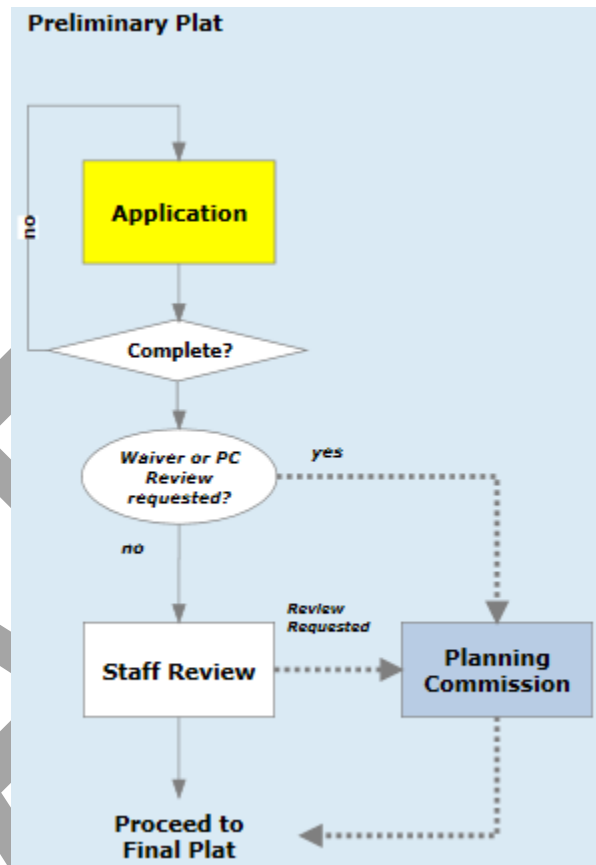 Preliminary Plat
no
Application
Complete?
Waiver or PC
Review
requested?
yes
no
Review
Requested
Staff Review
Planning
Commission
Proceed to
Final Plat